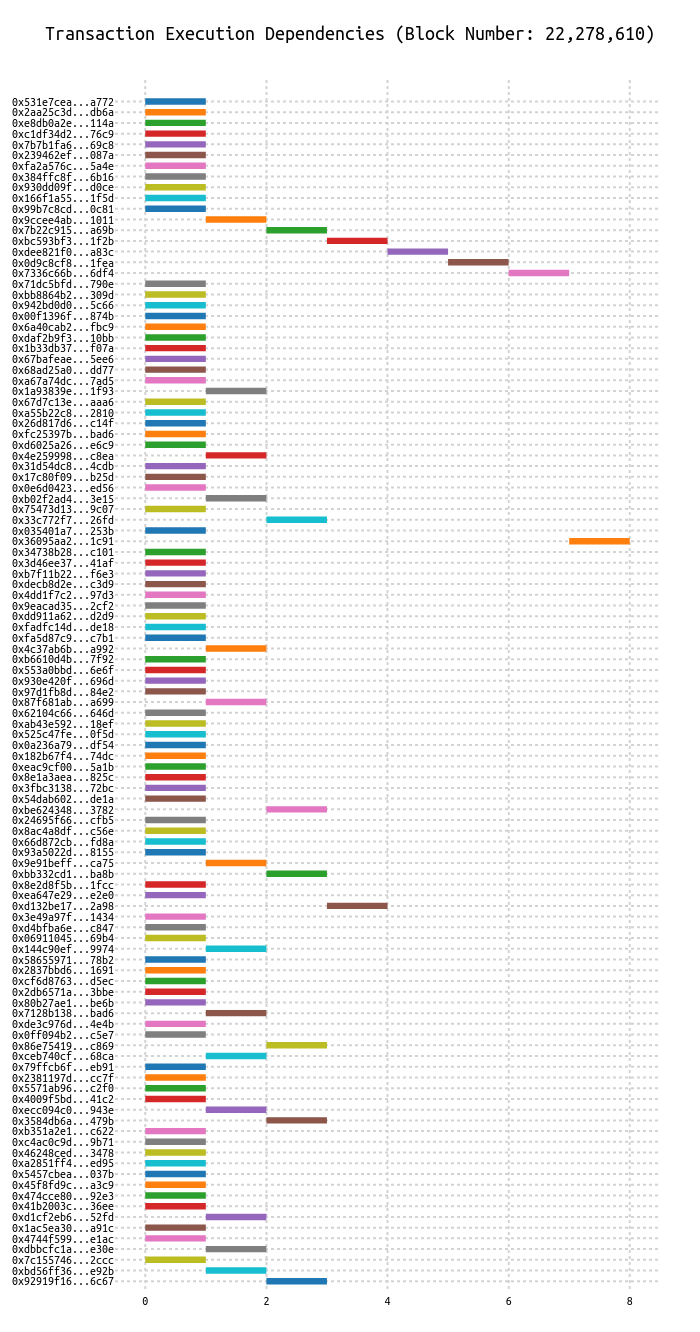 Transaction Execution Dependencies (Block Number: 22,278,610)
0x531e7cea...a772
0x2aa25c3d...db6a
0xe8db0a2e...114a
0xc1df34d2...76c9
0x7b7b1fa6...69c8
0x239462ef...087a
0xfa2a576c...5a4e
0x384ffc8f...6b16
0x930dd09f...d0ce
0x166f1a55...1f5d
0x99b7c8cd...0c81
0x9ccee4ab...1011
0x7b22c915...a69b
0xbc593bf3...1f2b
0xdee821f0...a83c
0x0d9c8cf8...1fea
0x7336c66b...6df4
0x71dc5bfd...790e
0xbb8864b2...309d
0x942bd0d0...5c66
0x00f1396f...874b
0x6a40cab2...fbc9
0xdaf2b9f3...10bb
0x1b33db37...f07a
0x67bafeae...5ee6
0x68ad25a0...dd77
0xa67a74dc...7ad5
0x1a93839e...1f93
0x67d7c13e...aaa6
0xa55b22c8...2810
0x26d817d6...c14f
0xfc25397b...bad6
0xd6025a26...e6c9
0x4e259998...c8ea
0x31d54dc8...4cdb
0x17c80f09...b25d
0x0e6d0423...ed56
0xb02f2ad4...3e15
0x75473d13...9c07
0x33c772f7...26fd
0x035401a7...253b
0x36095aa2...1c91
0x34738b28...c101
0x3d46ee37...41af
0xb7f11b22...f6e3
0xdecb8d2e...c3d9
0x4dd1f7c2...97d3
0x9eacad35...2cf2
0xdd911a62...d2d9
0xfadfc14d...de18
0xfa5d87c9...c7b1
0x4c37ab6b...a992
0xb6610d4b...7f92
0x553a0bbd...6e6f
0x930e420f...696d
0x97d1fb8d...84e2
0x87f681ab...a699
0x62104c66...646d
0xab43e592...18ef
0x525c47fe...0f5d
0x0a236a79...df54
0x182b67f4...74dc
0xeac9cf00...5a1b
0x8e1a3aea...825c
0x3fbc3138...72bc
0x54dab602...de1a
0xbe624348...3782
0x24695f66...cfb5
0x8ac4a8df...c56e
0x66d872cb...fd8a
0x93a5022d...8155
0x9e91beff...ca75
0xbb332cd1...ba8b
0x8e2d8f5b...1fcc
0xea647e29...e2e0
0xd132be17...2a98
0x3e49a97f...1434
0xd4bfba6e...c847
0x06911045...69b4
0x144c90ef...9974
0x58655971...78b2
0x2837bbd6...1691
0xcf6d8763...d5ec
0x2db6571a...3bbe
0x80b27ae1...be6b
0x7128b138...bad6
0xde3c976d...4e4b
0x0ff094b2...c5e7
0x86e75419...c869
0xceb740cf...68ca
0x79ffcb6f...eb91
0x2381197d...cc7f
0x5571ab96...c2f0
0x4009f5bd...41c2
0xecc094c0...943e
0x3584db6a...479b
0xb351a2e1...c622
0xc4ac0c9d...9b71
0x46248ced...3478
0xa2851ff4...ed95
0x5457cbea...037b
0x45f8fd9c...a3c9
0x474cce80...92e3
0x41b2003c...36ee
0xd1cf2eb6...52fd
0x1ac5ea30...a91c
0x4744f599...e1ac
0xdbbcfc1a...e30e
0x7c155746...2ccc
0xbd56ff36...e92b
0x92919f16...6c67
0 2 4 6 8